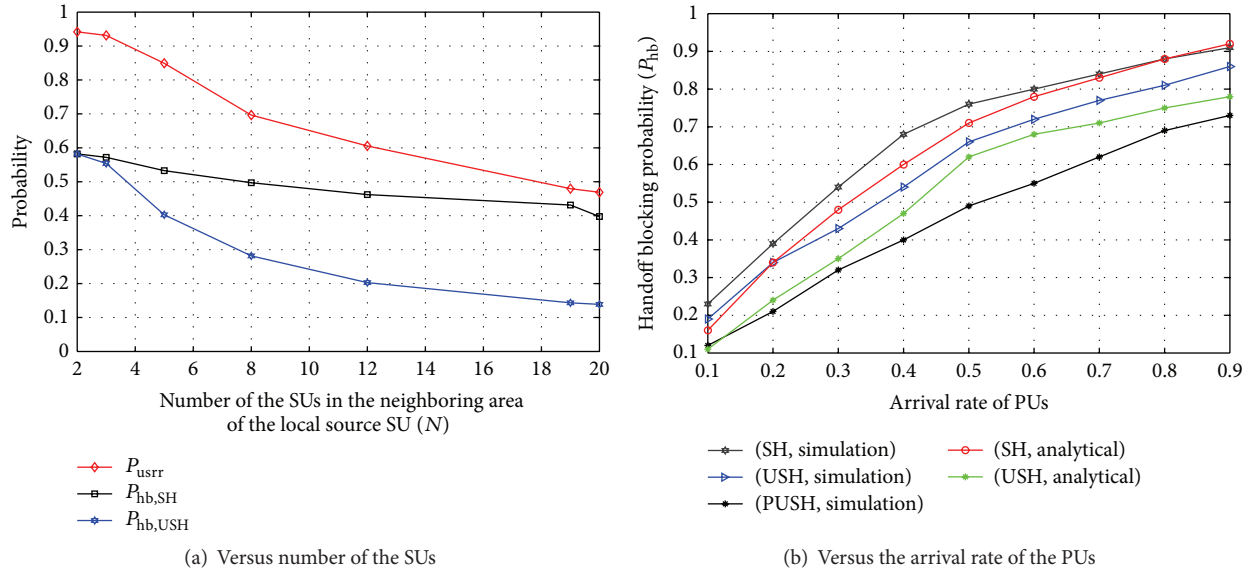 1
0.9
0.8
0.7
0.6
0.5
0.4
0.3
0.2
0.1
0
Probability
2 4 6 8 10 12 14 16 18 20
Number of the SUs in the neighboring area
of the local source SU (N)
P_usrr
P_hb,SH
P_hb,USH
(a) Versus number of the SUs
1
0.9
0.8
0.7
0.6
0.5
0.4
0.3
0.2
0.1
Handoff blocking probability (P_hb)
0.1 0.2 0.3 0.4 0.5 0.6 0.7 0.8 0.9
Arrival rate of PUs
(SH, simulation)
(USH, simulation)
(PUSH, simulation)
(SH, analytical)
(USH, analytical)
(b) Versus the arrival rate of the PUs